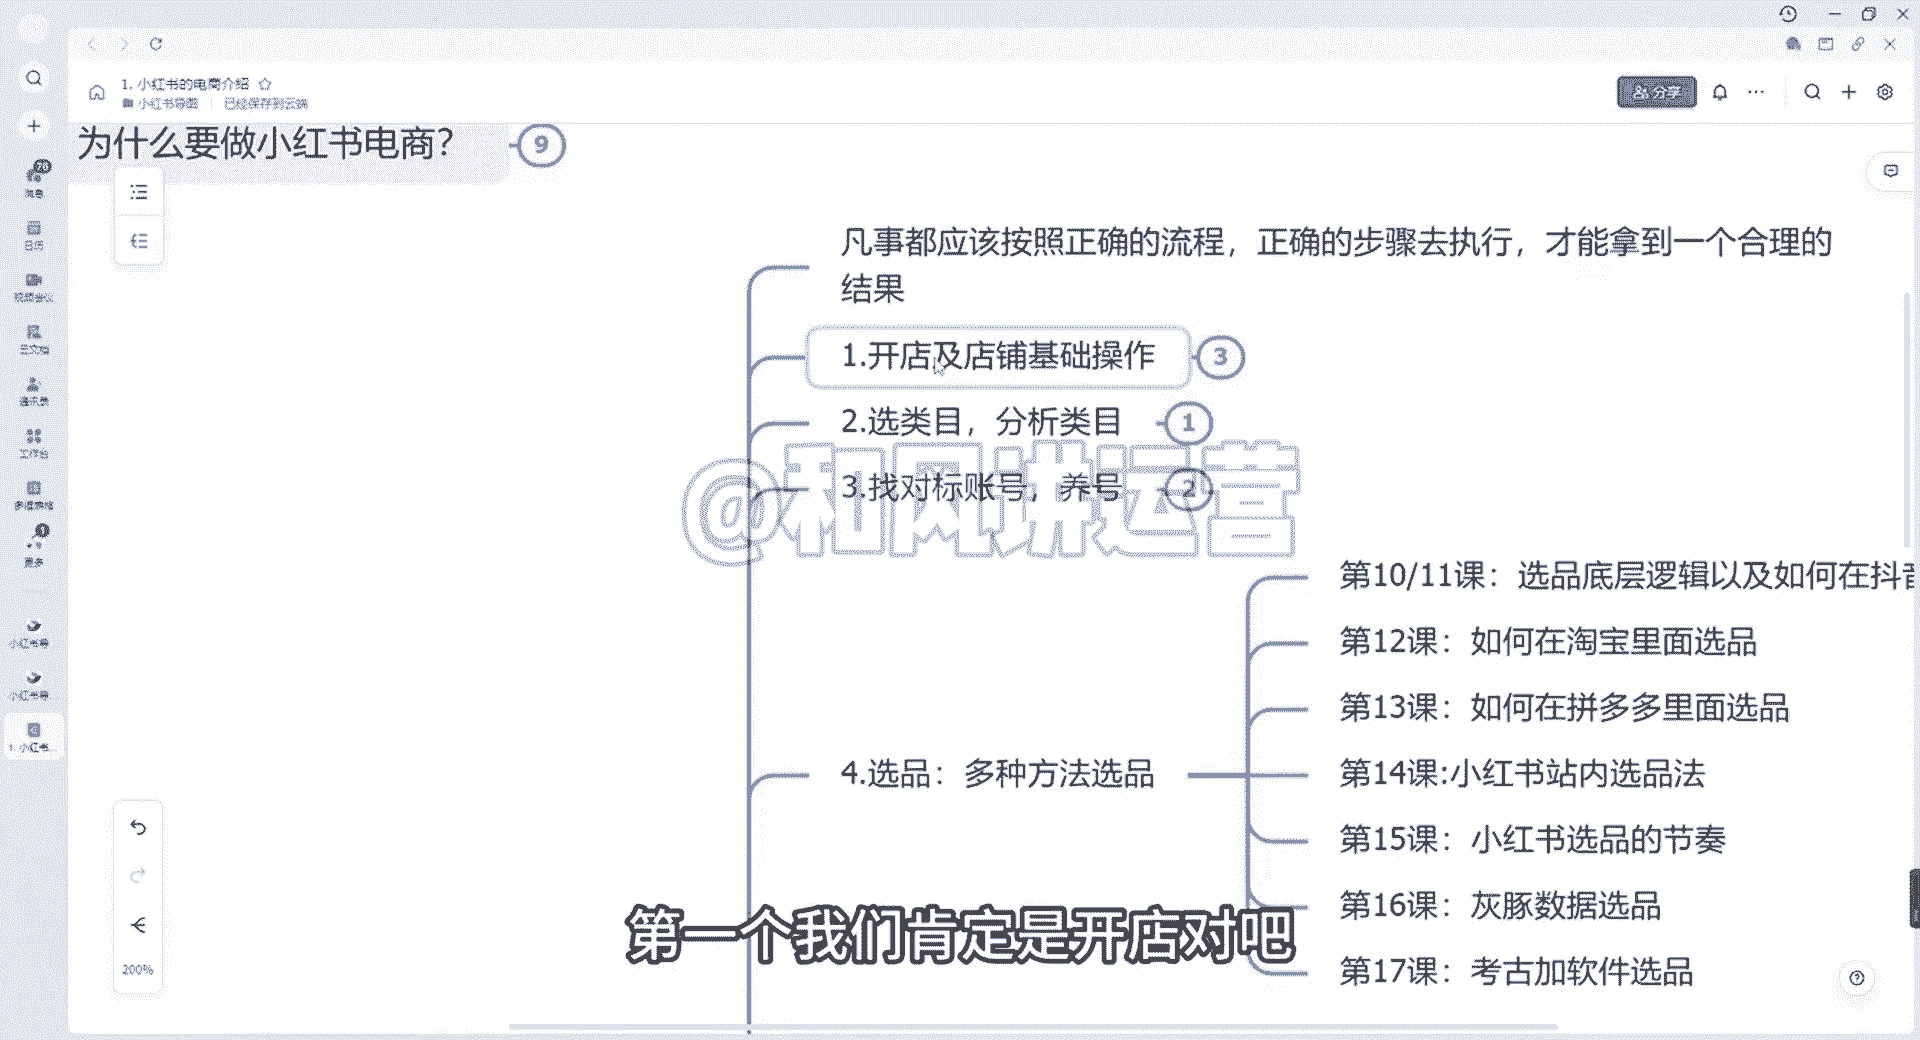 1. 小红书的电商介绍
小红书导图
已经保存到云端
分享
为什么要做小红书电商？
9
凡事都应该按照正确的流程，正确的步骤去执行，才能拿到一个合理的
结果
1.开店及店铺基础操作
3
2.选类目，分析类目
1
3.找对标账号，养号
2
@和风讲运营
第10/11课：选品底层逻辑以及如何在抖音
第12课：如何在淘宝里面选品
第13课：如何在拼多多里面选品
4.选品：多种方法选品
第14课:小红书站内选品法
第15课：小红书选品的节奏
第16课：灰豚数据选品
第17课：考古加软件选品
第一个我们肯定是开店对吧
消息
日历
视频会议
云文档
通讯录
工作台
多维表格
更多
小红书导
小红书导
1. 小红书...
200%